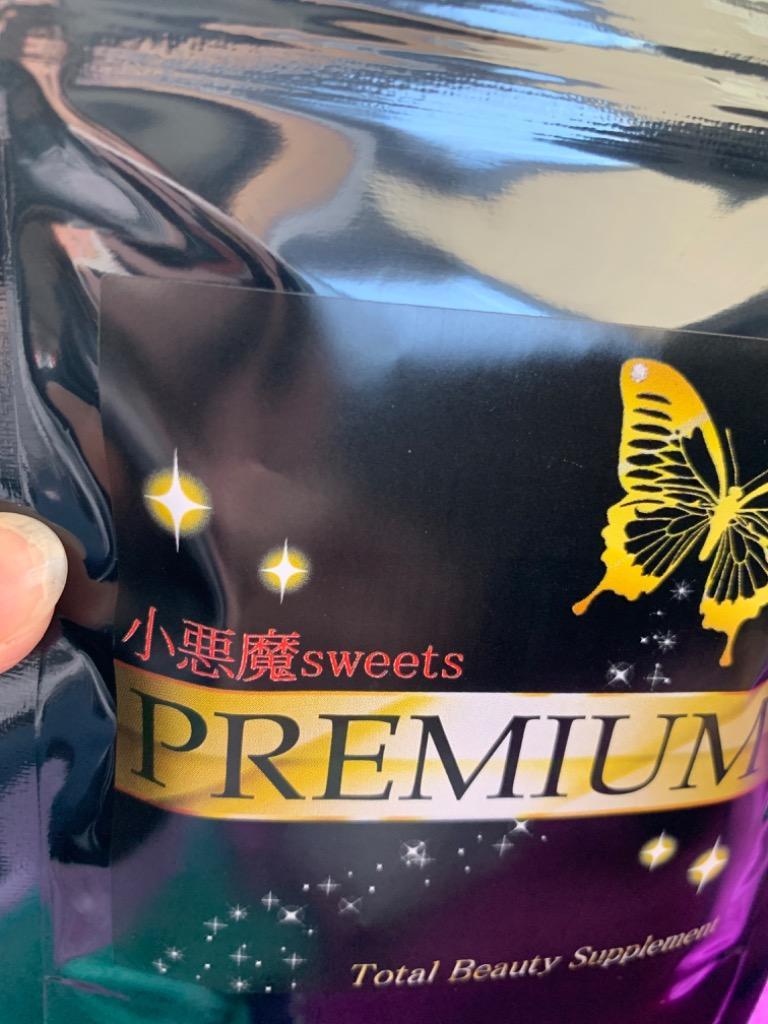 小悪魔sweets
PREMIUM
Total Beauty Supplement